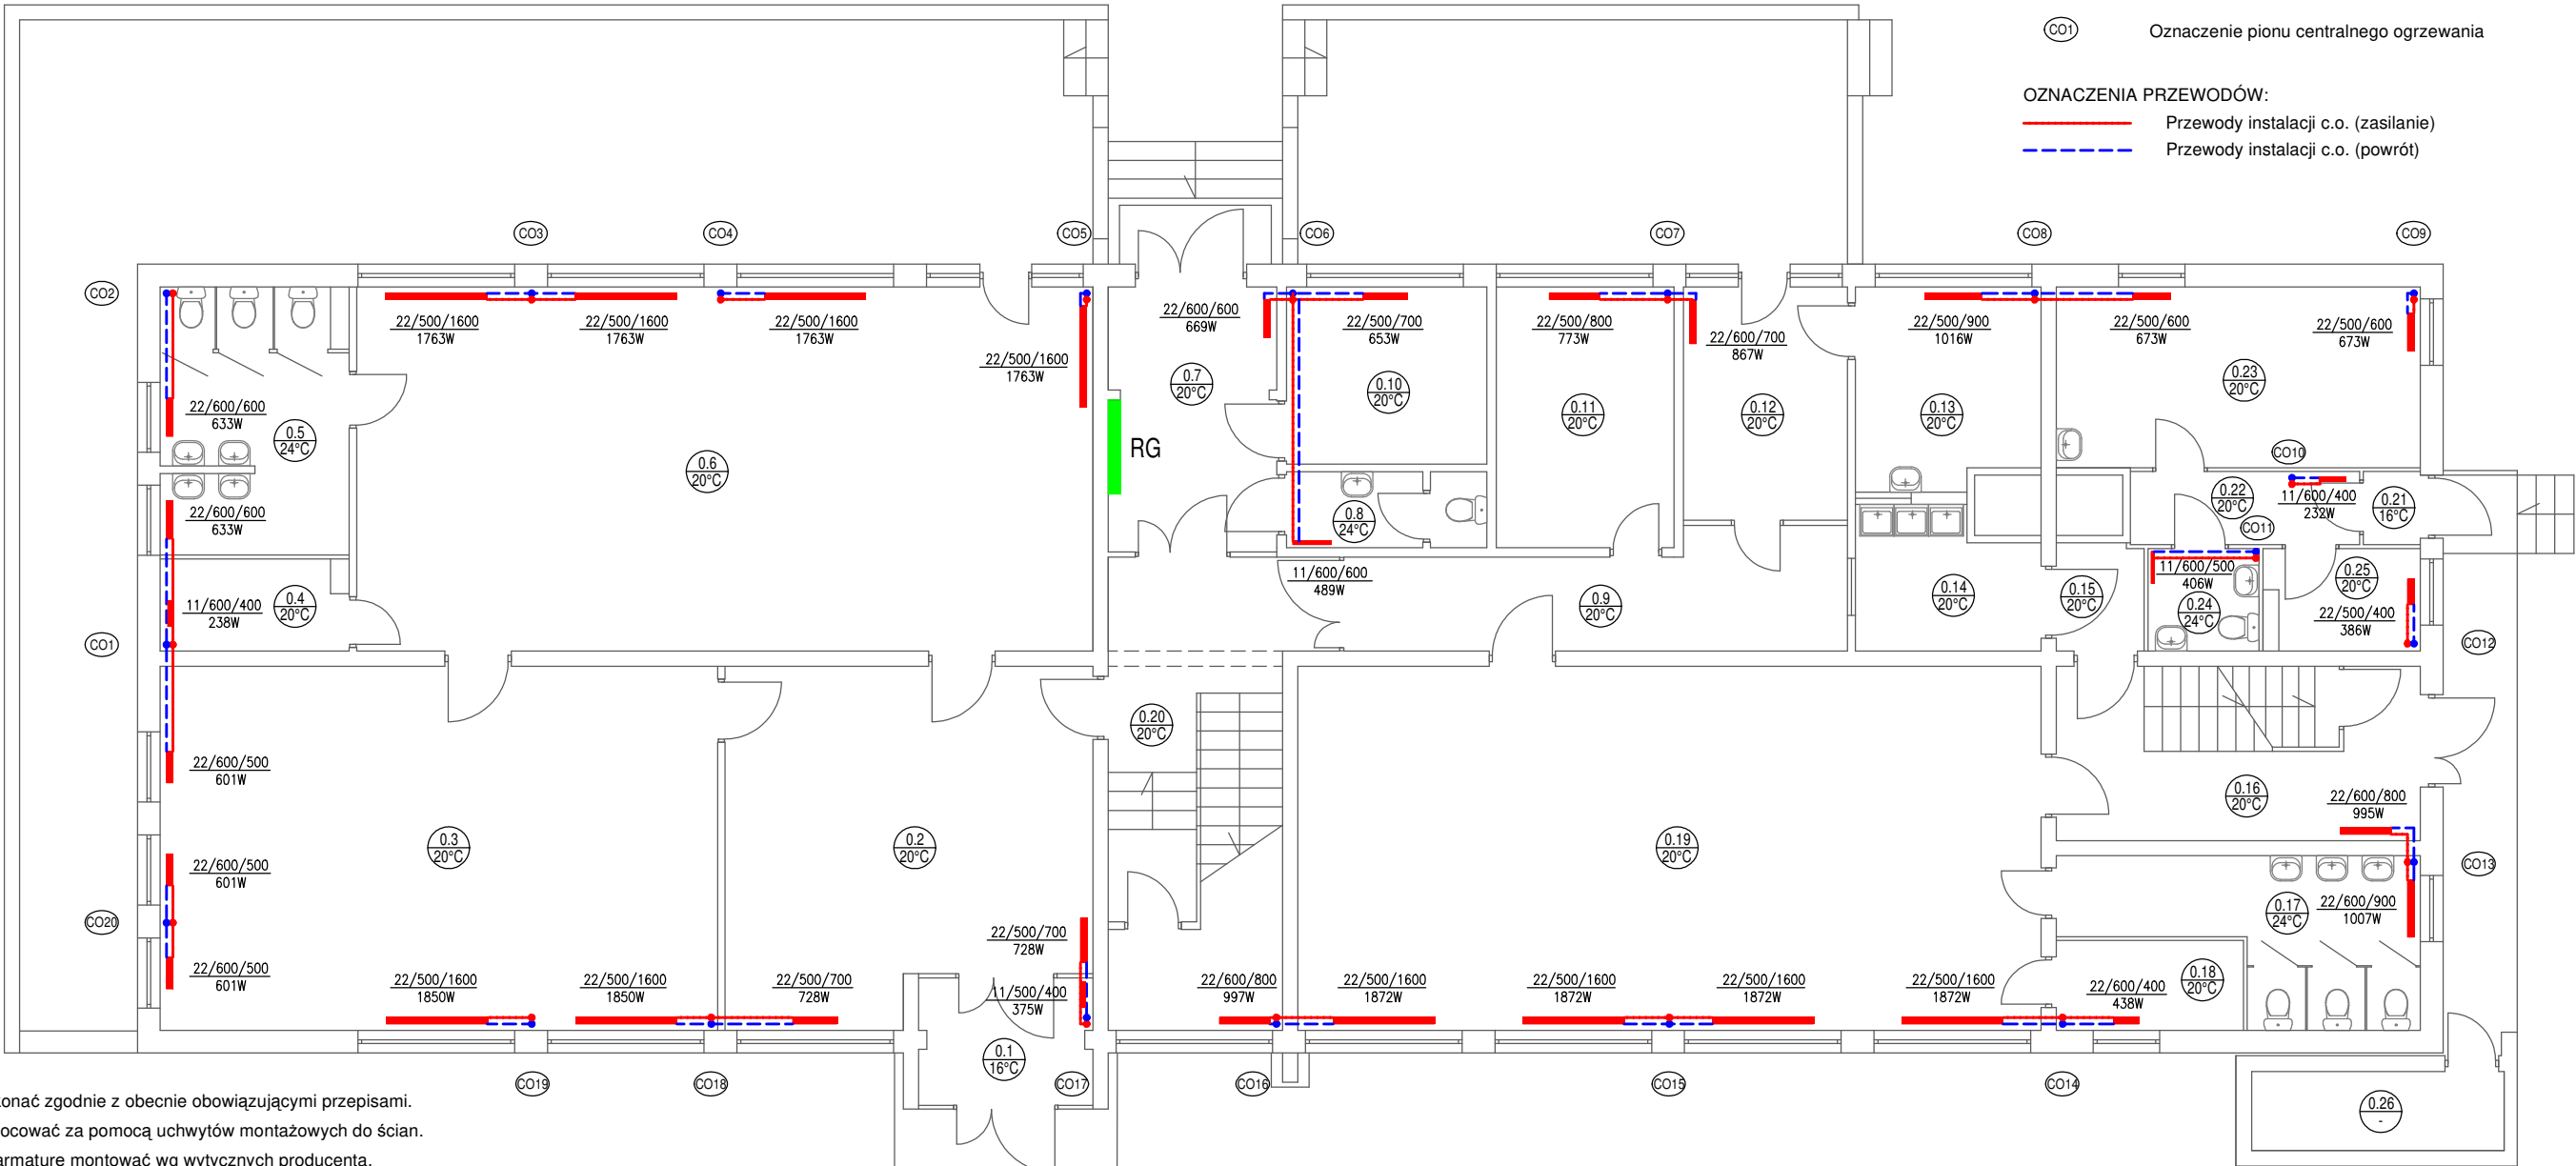 CO1
Oznaczenie pionu centralnego ogrzewania
OZNACZENIA PRZEWODÓW:
Przewody instalacji c.o. (zasilanie)
Przewody instalacji c.o. (powrót)
CO3
CO4
CO5
CO6
CO7
CO8
CO9
CO2
22/500/1600
1763W
22/500/1600
1763W
22/500/1600
1763W
22/500/1600
1763W
22/600/600
669W
22/500/700
653W
22/500/800
773W
22/600/700
867W
22/500/900
1016W
22/500/600
673W
22/500/600
673W
0.7
20°C
0.10
20°C
0.11
20°C
0.12
20°C
0.13
20°C
0.23
20°C
22/600/600
633W
0.5
24°C
0.6
20°C
RG
CO10
22/600/600
633W
0.8
24°C
0.22
20°C
11/600/400
232W
0.21
16°C
CO11
11/600/400
238W
0.4
20°C
11/600/600
489W
0.9
20°C
0.14
20°C
0.15
20°C
11/600/500
406W
0.24
24°C
0.25
20°C
22/500/400
386W
CO1
CO12
0.20
20°C
22/600/500
601W
0.16
20°C
22/600/800
995W
0.3
20°C
0.2
20°C
0.19
20°C
CO13
22/600/500
601W
0.17
24°C
22/600/900
1007W
CO20
22/500/700
728W
22/600/500
601W
22/500/1600
1850W
22/500/1600
1850W
22/500/700
728W
11/500/400
375W
22/600/800
997W
22/500/1600
1872W
22/500/1600
1872W
22/500/1600
1872W
22/500/1600
1872W
22/600/400
438W
0.18
20°C
0.1
16°C
CO19
CO18
CO17
CO16
CO15
CO14
0.26
-
onać zgodnie z obecnie obowiązującymi przepisami.
ocować za pomocą uchwytów montażowych do ścian.
armaturę montować wg wytycznych producenta.